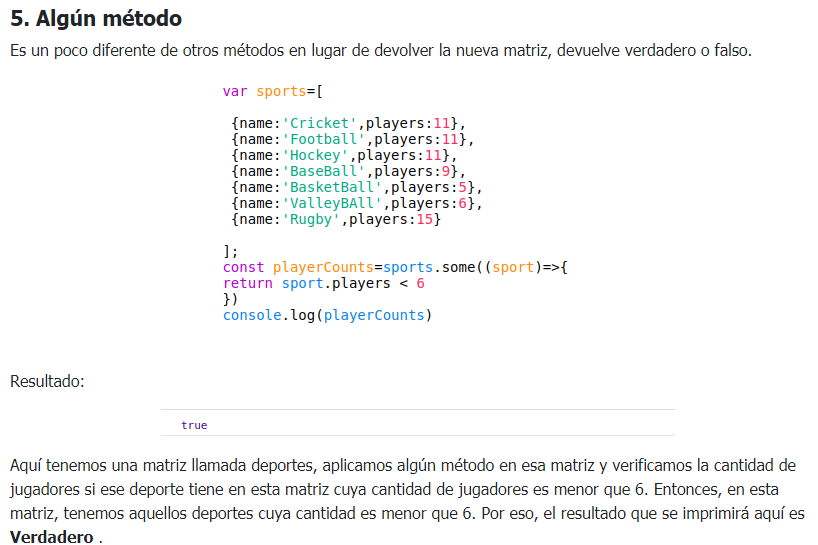 5. Algún método
Es un poco diferente de otros métodos en lugar de devolver la nueva matriz, devuelve verdadero o falso.
var sports=[
{name:'Cricket',players:11},
{name:'Football',players:11},
{name:'Hockey',players:11},
{name:'BaseBall',players:9},
{name:'BasketBall',players:5},
{name:'ValleyBAll',players:6},
{name:'Rugby',players:15}
];
const playerCounts=sports.some((sport)=>{
return sport.players < 6
})
console.log(playerCounts)
Resultado:
true
Aquí tenemos una matriz llamada deportes, aplicamos algún método en esa matriz y verificamos la cantidad de
jugadores si ese deporte tiene en esta matriz cuya cantidad de jugadores es menor que 6. Entonces, en esta
matriz, tenemos aquellos deportes cuya cantidad es menor que 6. Por eso, el resultado que se imprimirá aquí es
Verdadero .